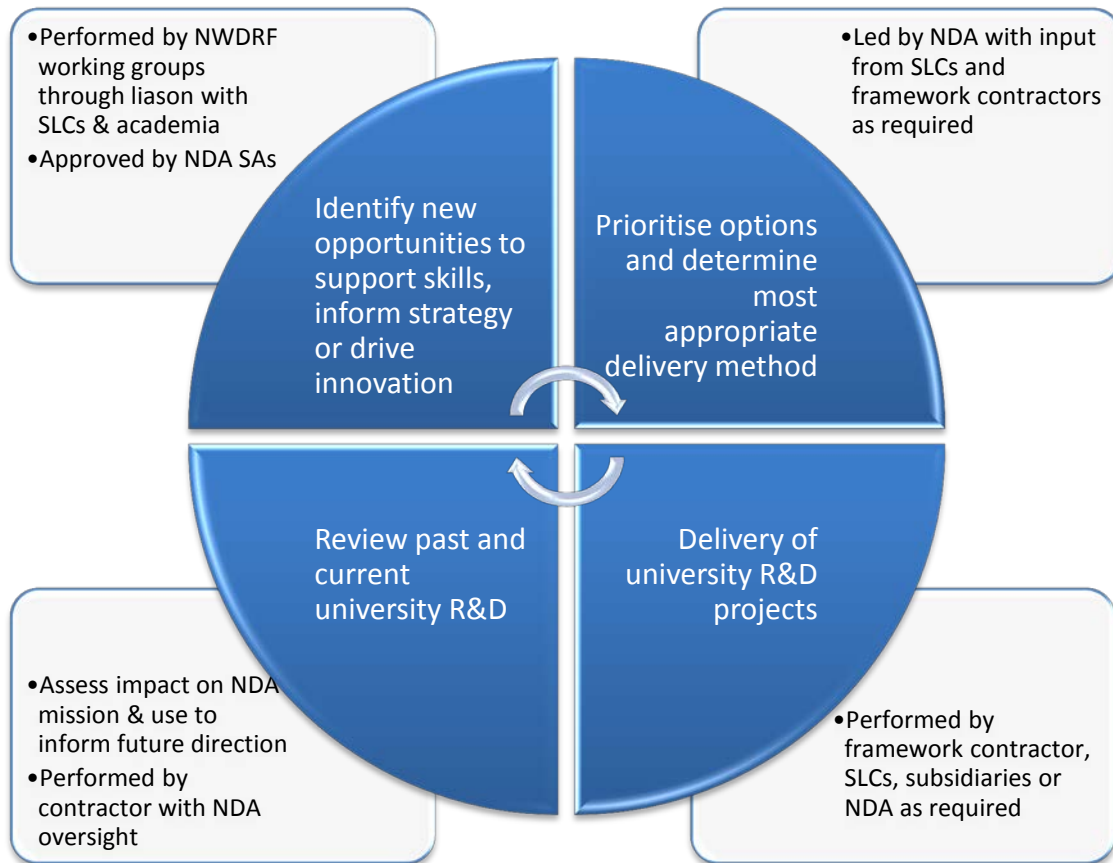 •Performed by NWDRF
working groups
through liason with
SLCs & academia
•Approved by NDA SAs
•Led by NDA with input
from SLCs and
framework contractors
as required
Identify new
opportunities to
support skills,
inform strategy
or drive
innovation
Prioritise options
and determine
most
appropriate
delivery method
Review past and
current
university R&D
Delivery of
university R&D
projects
•Assess impact on NDA
mission & use to
inform future direction
•Performed by
contractor with NDA
oversight
•Performed by
framework contractor,
SLCs, subsidiaries or
NDA as required